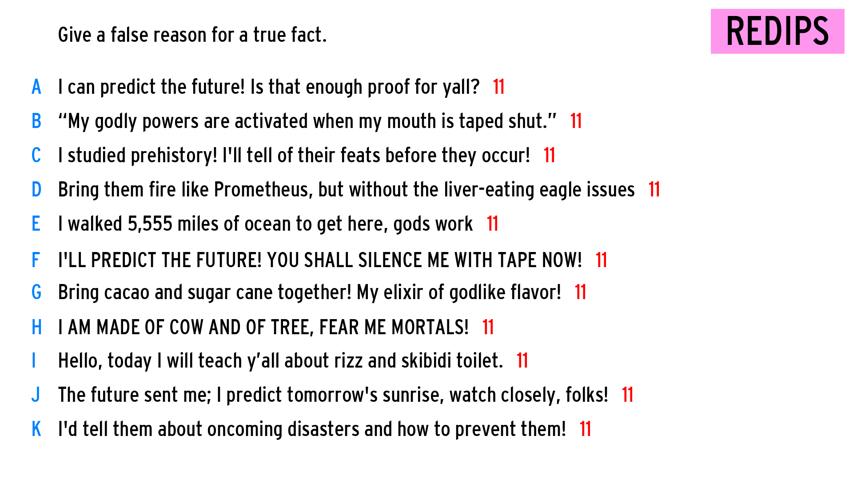 Give a false reason for a true fact.
REDIPS
A I can predict the future! Is that enough proof for yall? 11
B “My godly powers are activated when my mouth is taped shut.” 11
C I studied prehistory! I'll tell of their feats before they occur! 11
D Bring them fire like Prometheus, but without the liver-eating eagle issues 11
E I walked 5,555 miles of ocean to get here, gods work 11
F I'LL PREDICT THE FUTURE! YOU SHALL SILENCE ME WITH TAPE NOW! 11
G Bring cacao and sugar cane together! My elixir of godlike flavor! 11
H I AM MADE OF COW AND OF TREE, FEAR ME MORTALS! 11
I Hello, today I will teach y’all about rizz and skibidi toilet. 11
J The future sent me; I predict tomorrow's sunrise, watch closely, folks! 11
K I'd tell them about oncoming disasters and how to prevent them! 11